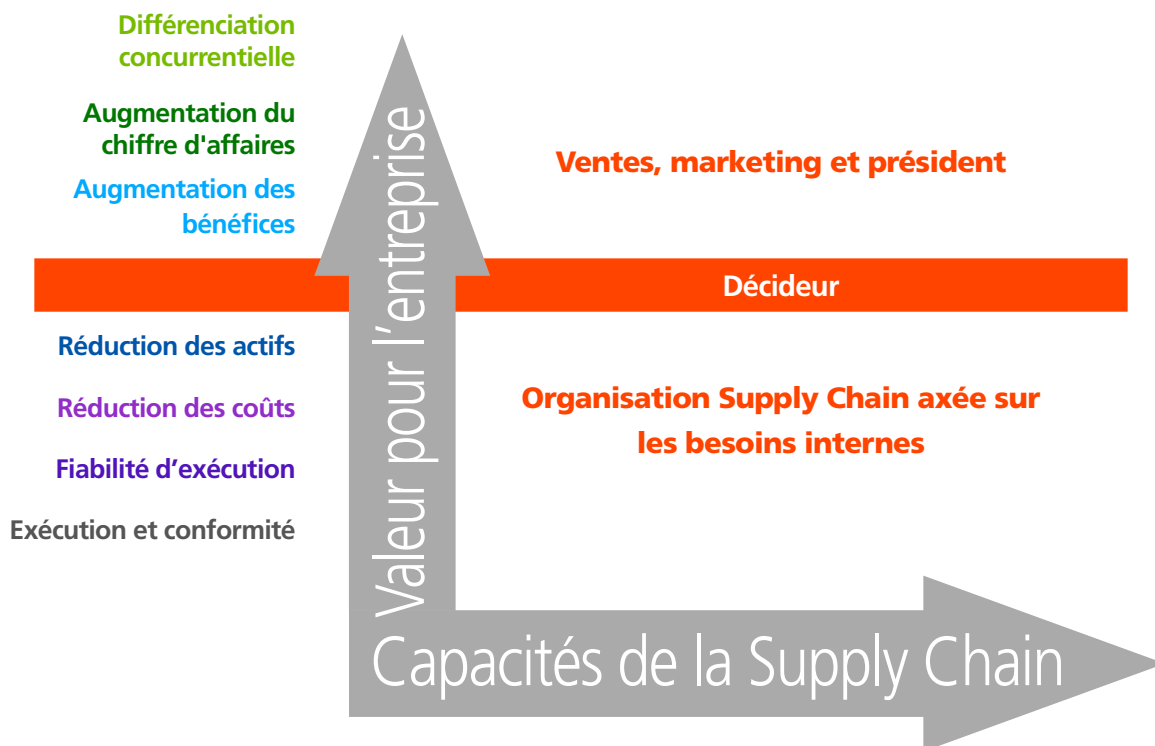 Différenciation
concurrentielle
Augmentation du
chiffre d'affaires
Augmentation des
bénéfices
Ventes, marketing et président
Décideur
Réduction des actifs
Réduction des coûts
Fiabilité d’exécution
Exécution et conformité
Organisation Supply Chain axée sur
les besoins internes
Valeur pour l’entreprise
Capacités de la Supply Chain